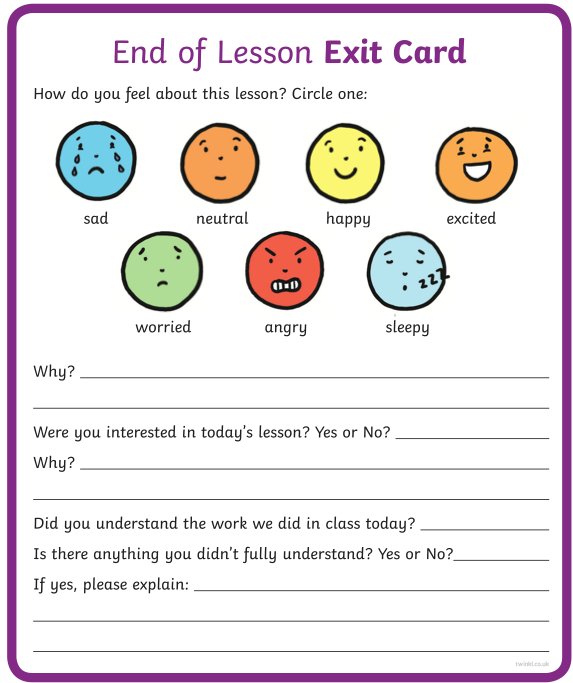 End of Lesson Exit Card
How do you feel about this lesson? Circle one:
sad neutral happy excited
zzz
worried angry sleepy
Why?
Were you interested in today's lesson? Yes or No?
Why?
Did you understand the work we did in class today?
Is there anything you didn't fully understand? Yes or No?
If yes, please explain:
twinkl.co.uk